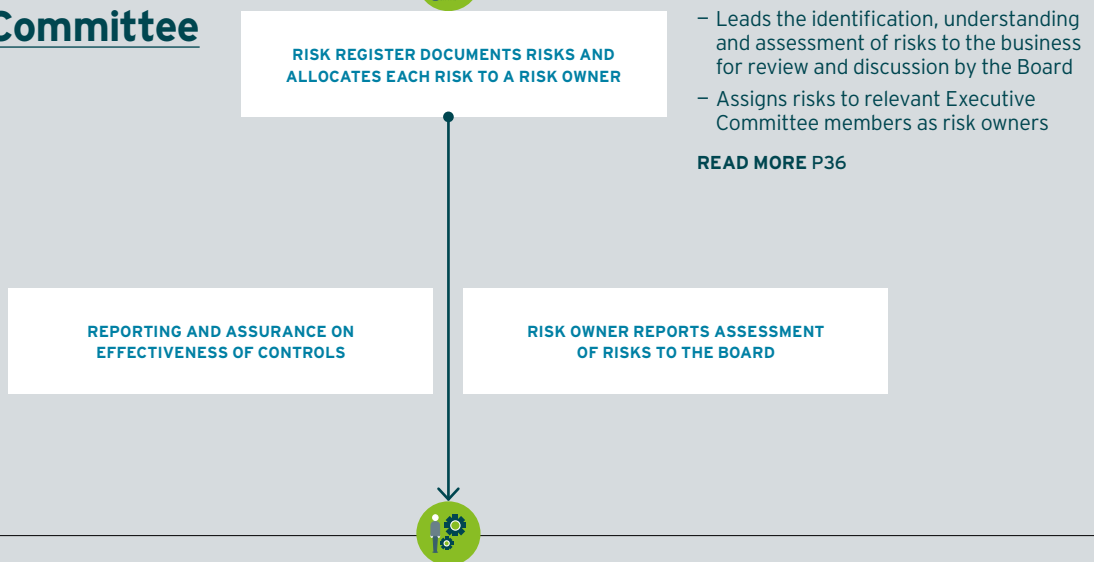 Committee
RISK REGISTER DOCUMENTS RISKS AND
ALLOCATES EACH RISK TO A RISK OWNER
– Leads the identification, understanding
and assessment of risks to the business
for review and discussion by the Board
– Assigns risks to relevant Executive
Committee members as risk owners
READ MORE P36
REPORTING AND ASSURANCE ON
EFFECTIVENESS OF CONTROLS
RISK OWNER REPORTS ASSESSMENT
OF RISKS TO THE BOARD